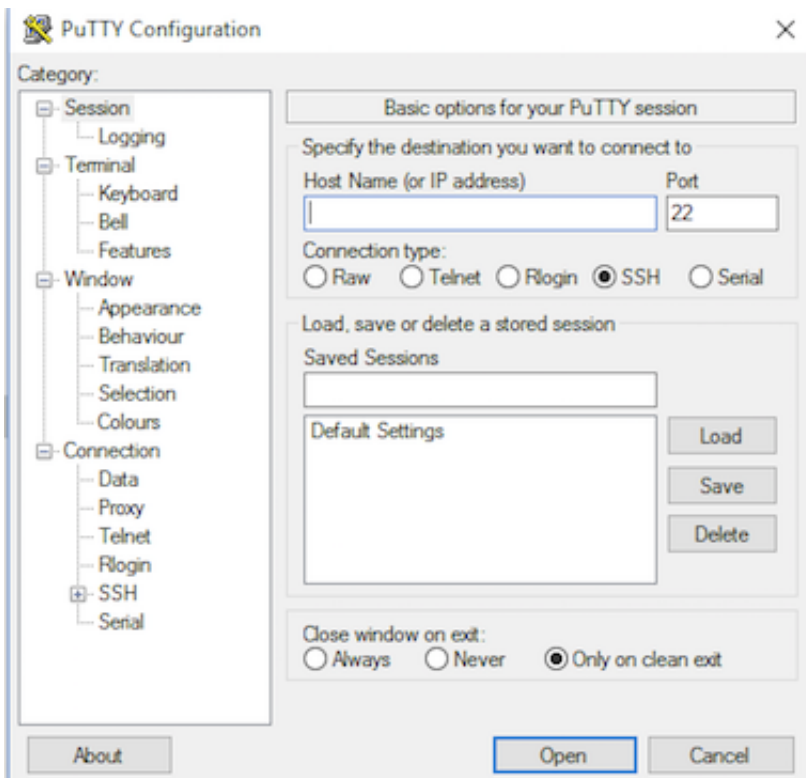 PuTTY Configuration
Category:
Session
Logging
Terminal
Keyboard
Bell
Features
Window
Appearance
Behaviour
Translation
Selection
Colours
Connection
Data
Proxy
Telnet
Rlogin
SSH
Serial
Basic options for your PuTTY session
Specify the destination you want to connect to
Host Name (or IP address) Port
22
Connection type:
Raw Telnet Rlogin SSH Serial
Load, save or delete a stored session
Saved Sessions
Default Settings
Load
Save
Delete
Close window on exit:
Always Never Only on clean exit
About Open Cancel